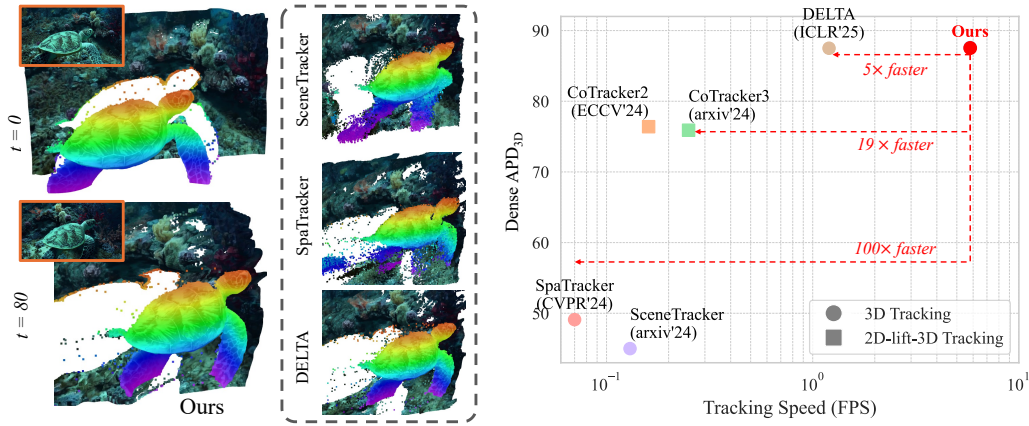 t = 0
t = 80
Ours
SceneTracker
SpaTracker
DELTA
Dense APD3D
90
80
70
60
50
DELTA
(ICLR'25)
Ours
5× faster
CoTracker2
(ECCV'24)
CoTracker3
(arxiv'24)
19× faster
100× faster
SpaTracker
(CVPR'24)
SceneTracker
(arxiv'24)
3D Tracking
2D-lift-3D Tracking
10⁻¹
10⁰
10¹
Tracking Speed (FPS)